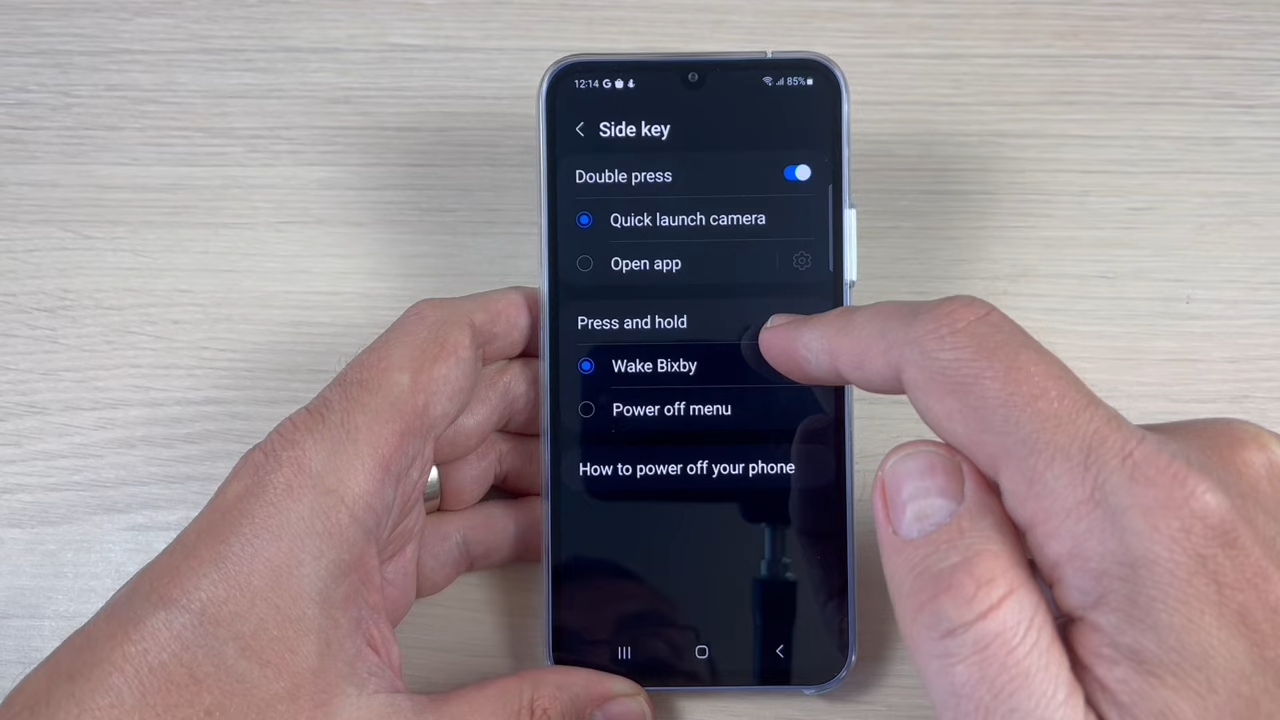 12:14 G 85%
Side key
Double press
Quick launch camera
Open app
Press and hold
Wake Bixby
Power off menu
How to power off your phone